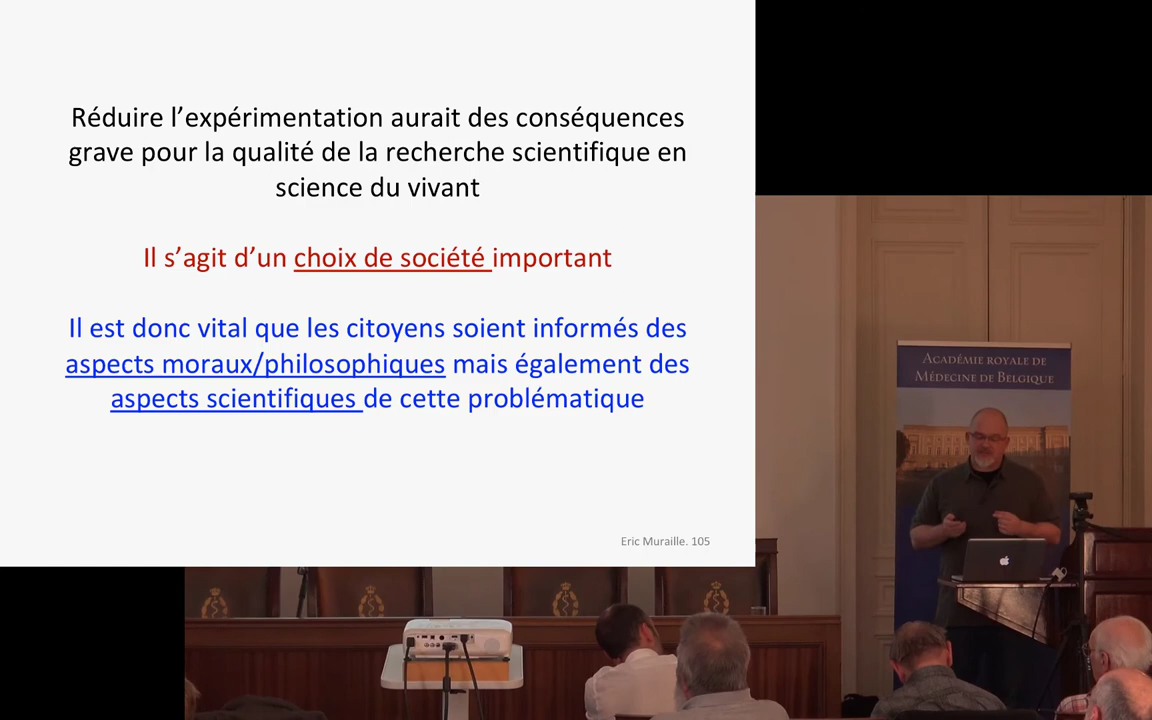 Réduire l’expérimentation aurait des conséquences
grave pour la qualité de la recherche scientifique en
science du vivant
Il s’agit d’un choix de société important
Il est donc vital que les citoyens soient informés des
aspects moraux/philosophiques mais également des
aspects scientifiques de cette problématique
Eric Muraille. 105
Académie royale de
Médecine de Belgique